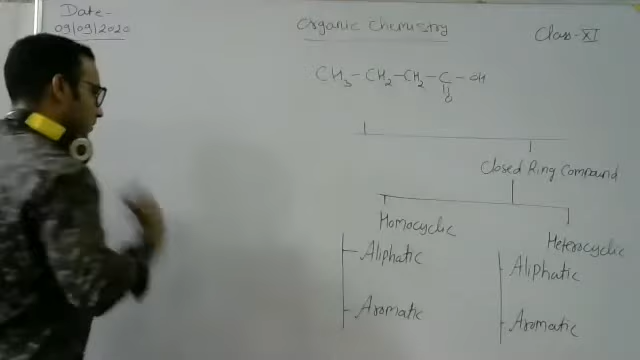 Date-
09/09/2020
Organic Chemistry
Class-XI
CH3-CH2-CH2-C-OH
||
O
Closed Ring Compound
Homocyclic
Heterocyclic
Aliphatic
Aliphatic
Aromatic
Aromatic